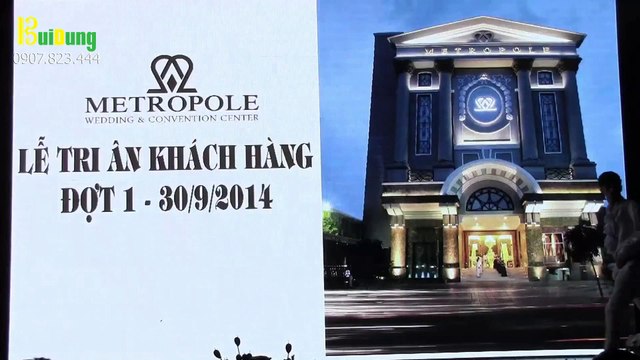 BuiDung
0907.823.444
METROPOLE
WEDDING & CONVENTION CENTER
LỄ TRI ÂN KHÁCH HÀNG
ĐỢT 1 - 30/9/2014
METROPOLE